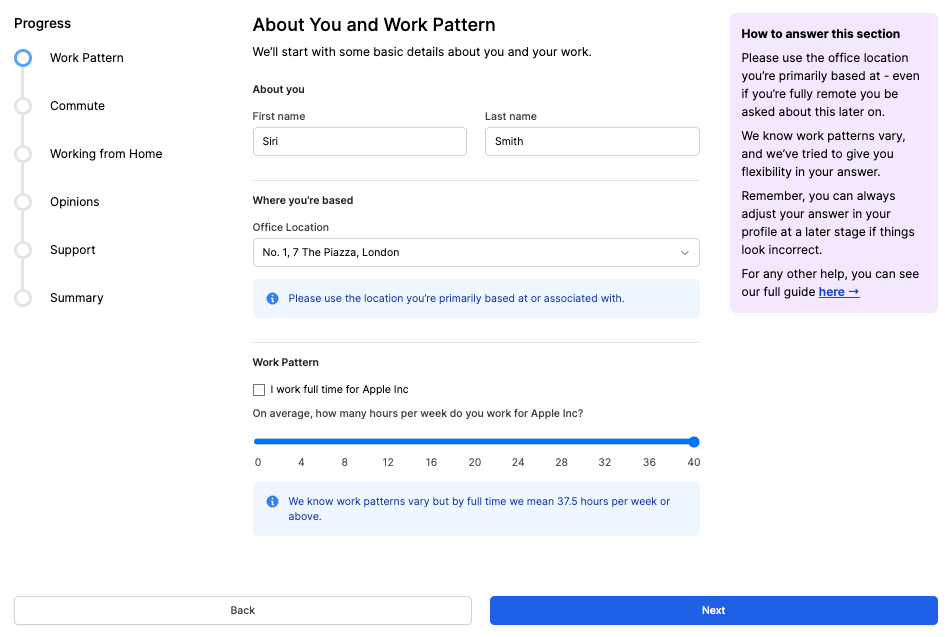 Progress
Work Pattern
Commute
Working from Home
Opinions
Support
Summary
About You and Work Pattern
We’ll start with some basic details about you and your work.
About you
First name
Last name
Siri
Smith
Where you’re based
Office Location
No. 1, 7 The Piazza, London
Please use the location you’re primarily based at or associated with.
Work Pattern
I work full time for Apple Inc
On average, how many hours per week do you work for Apple Inc?
0 4 8 12 16 20 24 28 32 36 40
We know work patterns vary but by full time we mean 37.5 hours per week or
above.
How to answer this section
Please use the office location
you’re primarily based at - even
if you’re fully remote you be
asked about this later on.
We know work patterns vary,
and we’ve tried to give you
flexibility in your answer.
Remember, you can always
adjust your answer in your
profile at a later stage if things
look incorrect.
For any other help, you can see
our full guide here →
Back
Next